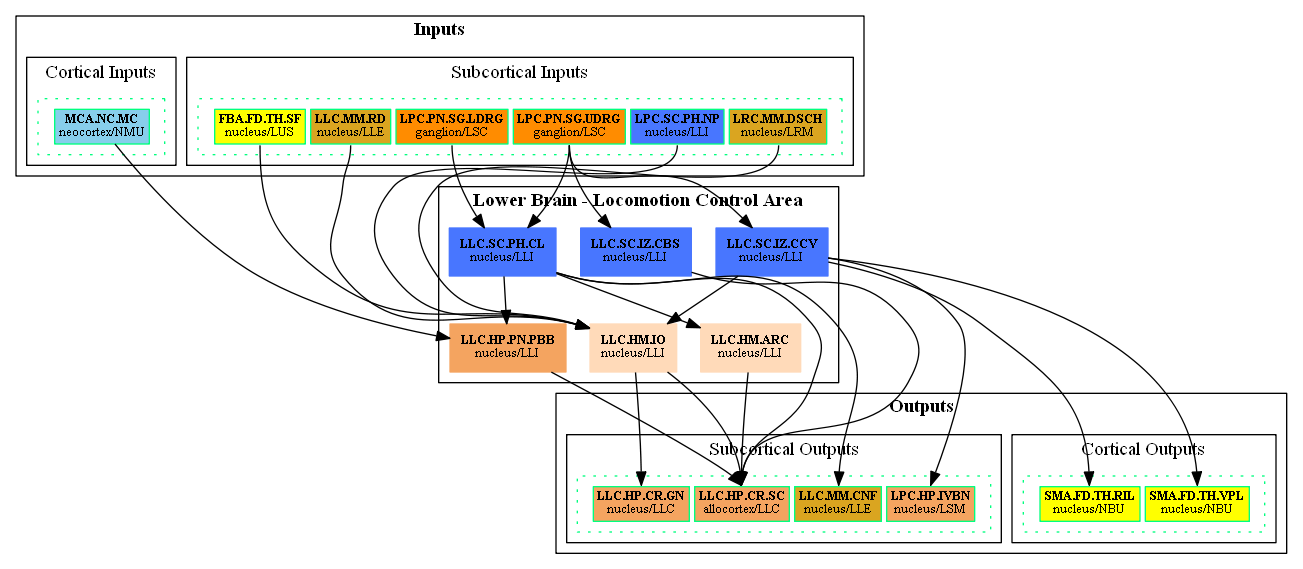 Inputs
Cortical Inputs
Subcortical Inputs
MCA.NC.MC
neocortex/NMU
FBA.FD.TH.SF
nucleus/LUS
LLC.MM.RD
nucleus/LLE
LPC.PN.SG.LDRG
ganglion/LSC
LPC.PN.SG.UDRG
ganglion/LSC
LPC.SC.PH.NP
nucleus/LLI
LRC.MM.DSCH
nucleus/LRM
Lower Brain - Locomotion Control Area
LLC.SC.PH.CL
nucleus/LLI
LLC.SC.IZ.CBS
nucleus/LLI
LLC.SC.IZ.CCV
nucleus/LLI
LLC.HP.PN.PBB
nucleus/LLI
LLC.HM.IO
nucleus/LLI
LLC.HM.ARC
nucleus/LLI
Outputs
Subcortical Outputs
Cortical Outputs
LLC.HP.CR.GN
nucleus/LLC
LLC.HP.CR.SC
allocortex/LLC
LLC.MM.CNF
nucleus/LLE
LPC.HP.IVBN
nucleus/LSM
SMA.FD.TH.RIL
nucleus/NBU
SMA.FD.TH.VPL
nucleus/NBU